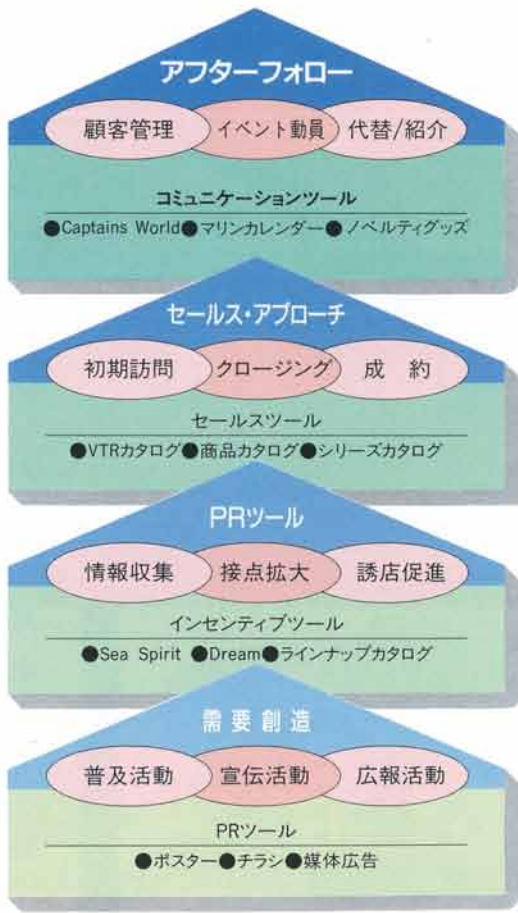 アフターフォロー
顧客管理 イベント動員 代替/紹介
コミュニケーションツール
●Captains World●マリンカレンダー●ノベルティグッズ
セールス・アプローチ
初期訪問 クロージング 成 約
セールスツール
●VTRカタログ●商品カタログ●シリーズカタログ
PRツール
情報収集 接点拡大 誘店促進
インセンティブツール
●Sea Spirit ●Dream●ラインナップカタログ
需要創造
普及活動 宣伝活動 広報活動
PRツール
●ポスター●チラシ●媒体広告